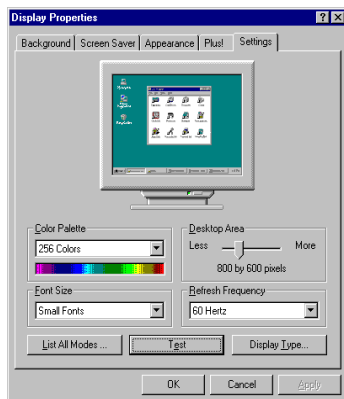 Display Properties
Background Screen Saver Appearance Plus! Settings
Color Palette
256 Colors
Desktop Area
Less More
800 by 600 pixels
Font Size
Small Fonts
Refresh Frequency
60 Hertz
List All Modes ... Test Display Type...
OK Cancel Apply